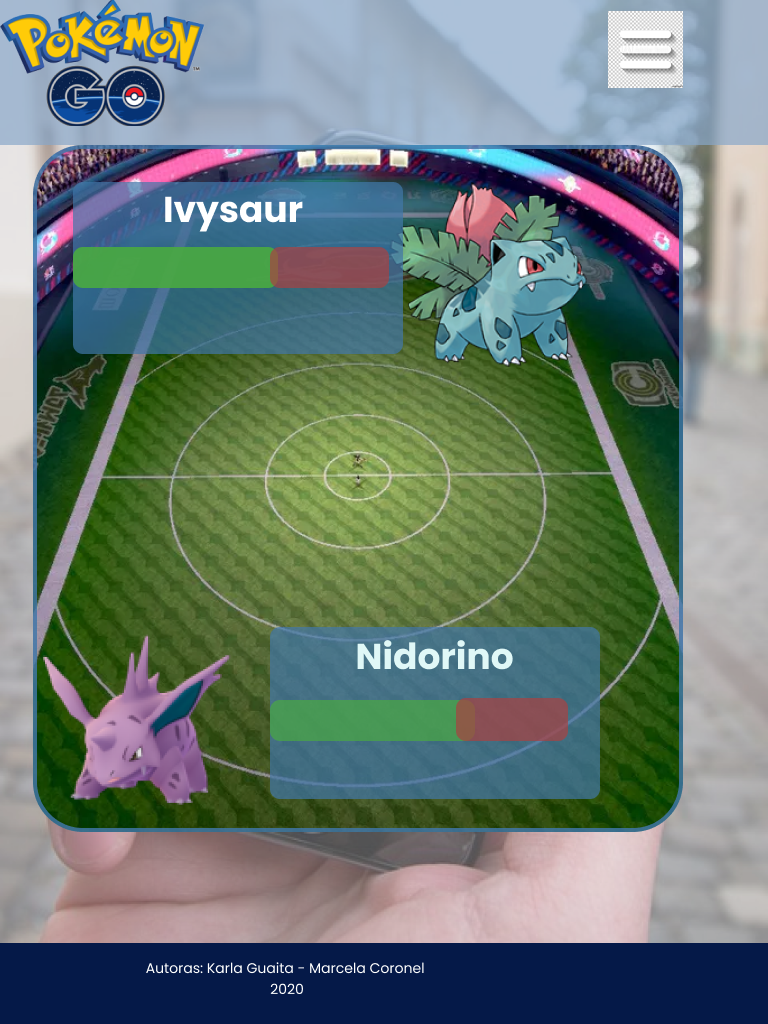 POKÉMON
GO
Ivysaur
Nidorino
Autoras: Karla Guaita - Marcela Coronel
2020